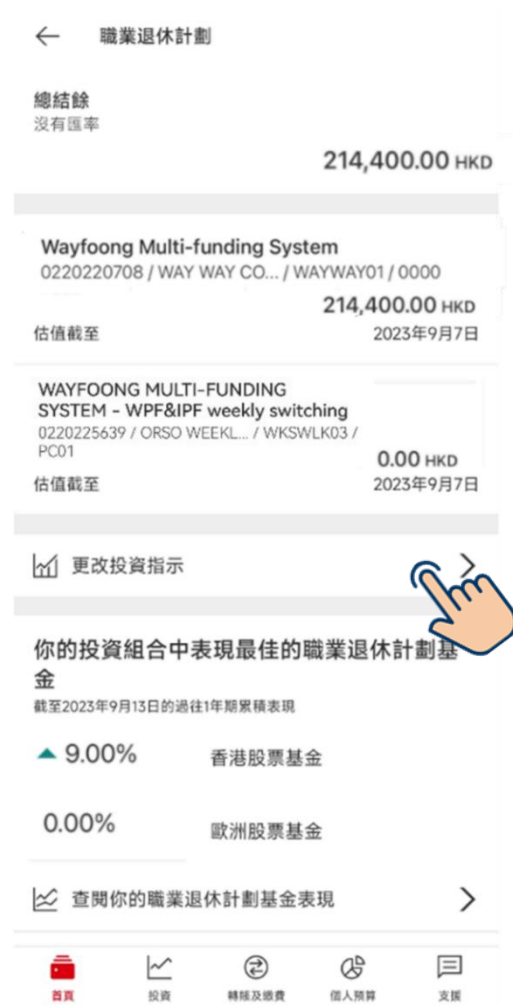 職業退休計劃
總結餘
沒有匯率
214,400.00 HKD
Wayfoong Multi-funding System
0220220708 / WAY WAY CO... / WAYWAY01 / 0000
214,400.00 HKD
估值截至 2023年9月7日
WAYFOONG MULTI-FUNDING
SYSTEM - WPF&IPF weekly switching
0220225639 / ORSO WEEKL... / WKSWLK03 /
PC01
0.00 HKD
估值截至 2023年9月7日
更改投資指示
你的投資組合中表現最佳的職業退休計劃基
金
截至2023年9月13日的過往1年期累積表現
9.00% 香港股票基金
0.00% 歐洲股票基金
查閱你的職業退休計劃基金表現
首頁 投資 轉賬及繳費 個人預算 支援